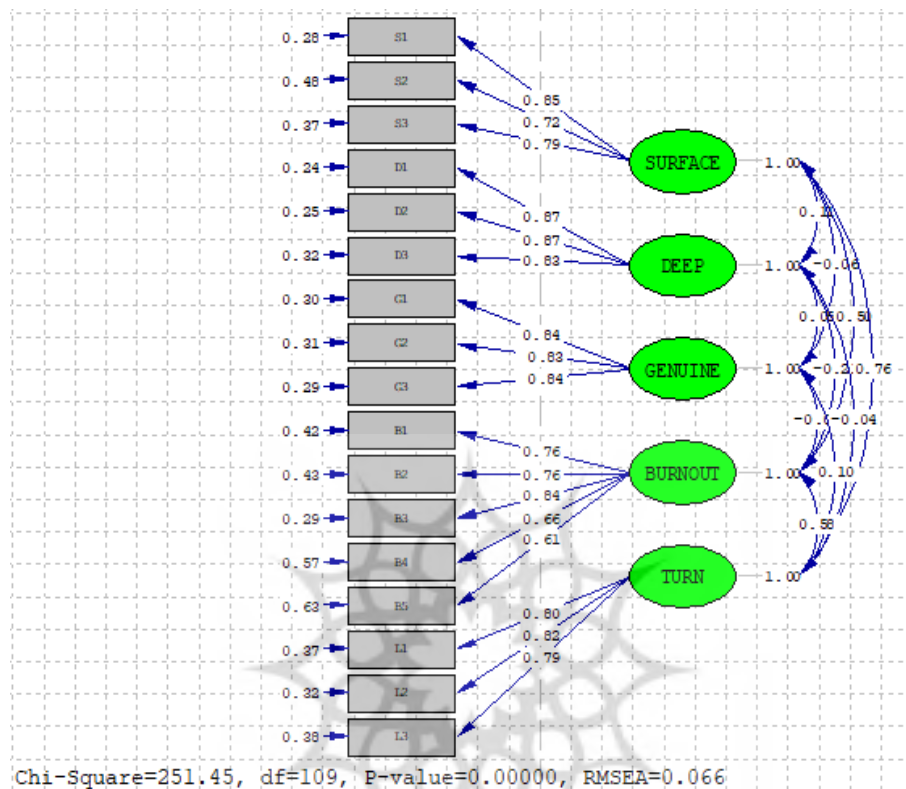 0.28 S1
0.48 S2
0.37 S3
0.24 D1
0.25 D2
0.32 D3
0.30 G1
0.31 G2
0.29 G3
0.42 B1
0.43 B2
0.29 B3
0.57 B4
0.63 B5
0.37 L1
0.32 L2
0.38 L3
0.85
0.72
0.79
0.87
0.87
0.83
0.84
0.83
0.84
0.76
0.76
0.84
0.66
0.61
0.80
0.82
0.79
SURFACE 1.00
DEEP 1.00
GENUINE 1.00
BURNOUT 1.00
TURN 1.00
-0.06
0.76
-0.04
0.10
0.58
Chi-Square=251.45, df=109, P-value=0.00000, RMSEA=0.066